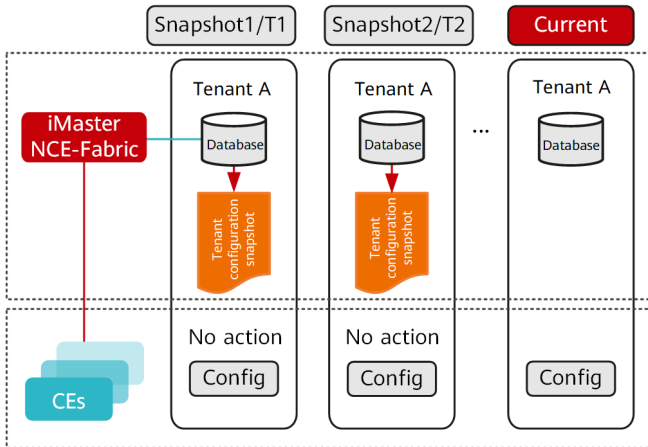 Snapshot1/T1
Snapshot2/T2
Current
Tenant A
Tenant A
Tenant A
iMaster
NCE-Fabric
Database
Database
...
Database
Tenant
configuration
snapshot
Tenant
configuration
snapshot
No action
No action
CEs
Config
Config
Config